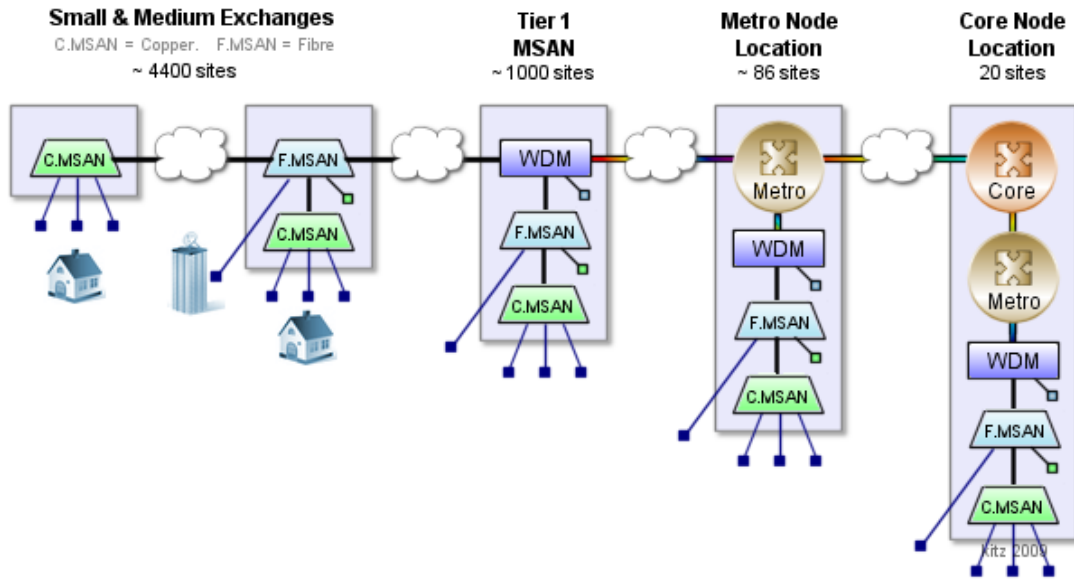 Small & Medium Exchanges
C.MSAN = Copper. F.MSAN = Fibre
~ 4400 sites
Tier 1
MSAN
~ 1000 sites
Metro Node
Location
~ 86 sites
Core Node
Location
20 sites
C.MSAN
F.MSAN
C.MSAN
WDM
F.MSAN
C.MSAN
Metro
WDM
F.MSAN
C.MSAN
Core
Metro
WDM
F.MSAN
C.MSAN
kitz 2009